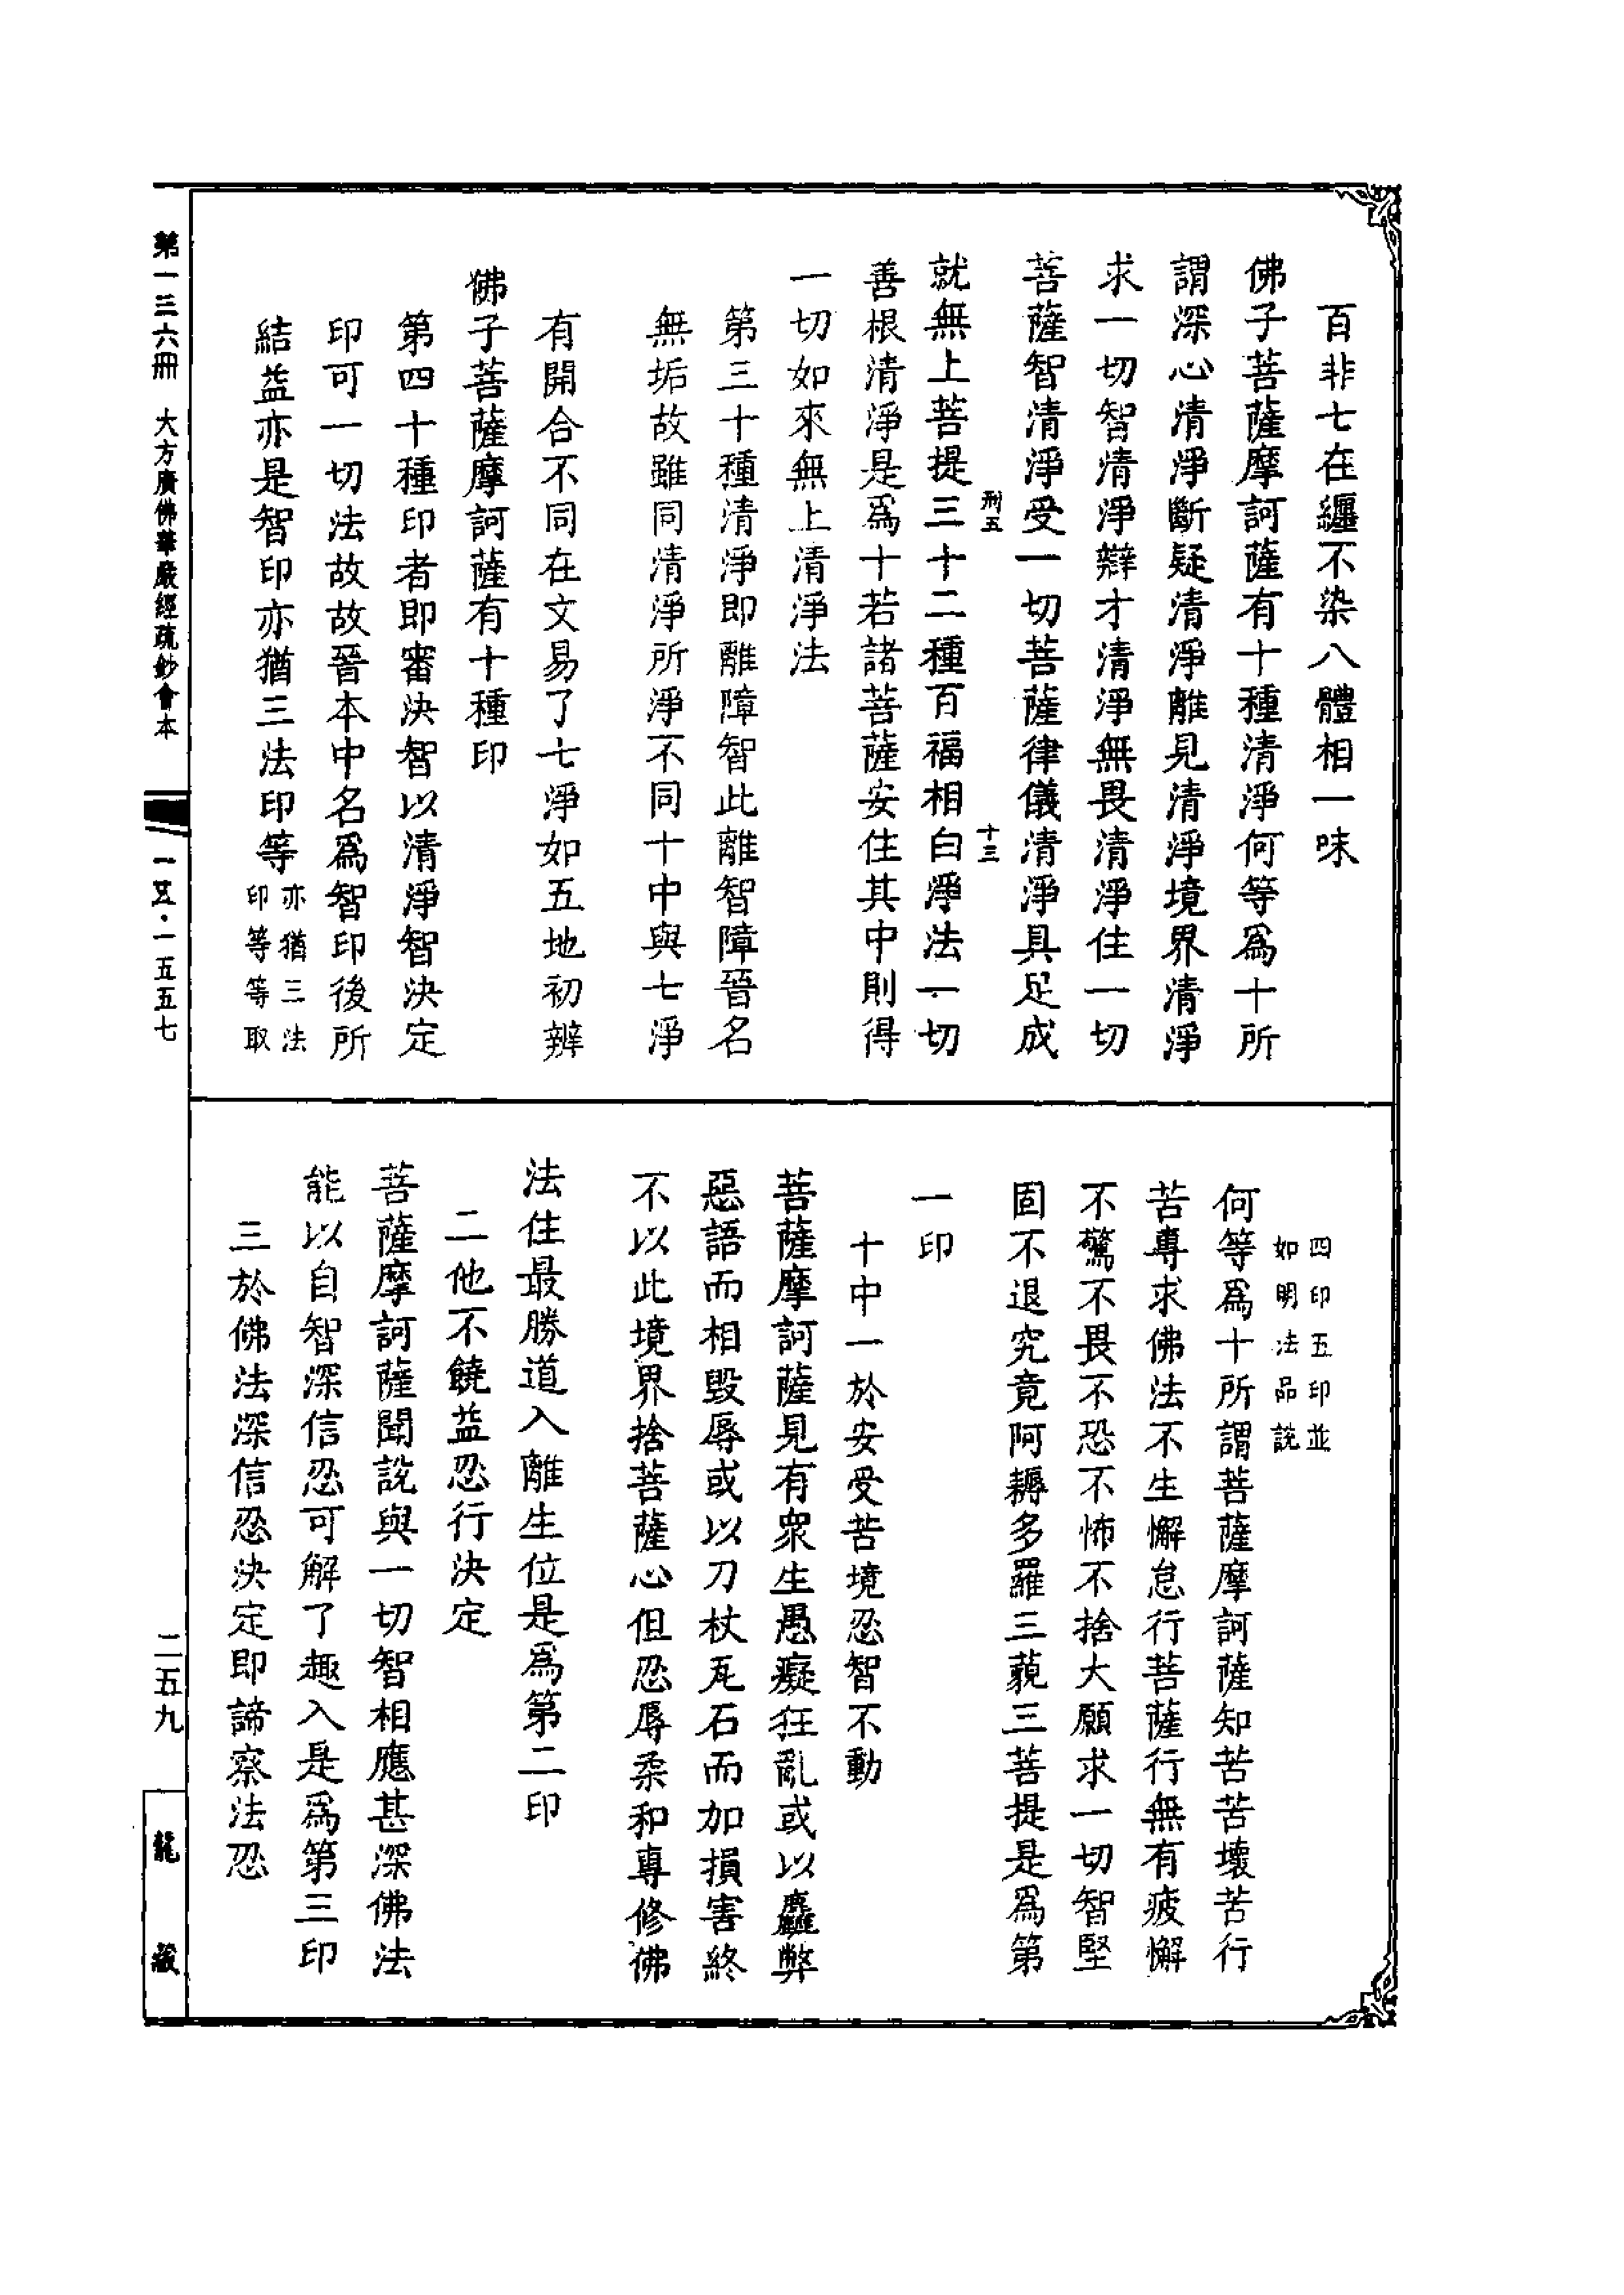 百非七在纏不染八體相一味
佛子菩薩摩訶薩有十種清淨何等爲十所
謂深心清淨斷疑清淨離見清淨境界清淨
求一切智清淨辯才清淨無畏清淨住一切
菩薩智清淨受一切菩薩律儀清淨具足成
刑五
十三
就無上菩提三十二種百福相白淨法一切
善根清淨是爲十若諸菩薩安住其中則得
一切如來無上清淨法
第三十種清淨即離障智此離智障晉名
無垢故雖同清淨所淨不同十中與七淨
有開合不同在文易了七淨如五地初辨
佛子菩薩摩訶薩有十種印
第四十種印者即審決智以清淨智決定
印可一切法故故晉本中名爲智印後所
結益亦是智印亦猶三法印等
亦猶三法
印等等取
四印五印並
如明法品說
何等爲十所謂菩薩摩訶薩知苦苦壞苦行
苦專求佛法不生懈怠行菩薩行無有疲懈
不驚不畏不恐不怖不捨大願求一切智堅
固不退究竟阿耨多羅三藐三菩提是爲第
一印
十中一於安受苦境忍智不動
菩薩摩訶薩見有眾生愚癡狂亂或以麤弊
惡語而相毀辱或以刀杖瓦石而加損害終
不以此境界捨菩薩心但忍辱柔和專修佛
法住最勝道入離生位是爲第二印
二他不饒益忍行決定
菩薩摩訶薩聞說與一切智相應甚深佛法
能以自智深信忍可解了趣入是爲第三印
三於佛法深信忍決定即諦察法忍
第一三六冊 大方廣佛華嚴經疏鈔會本
一五五七
二五九
龍藏